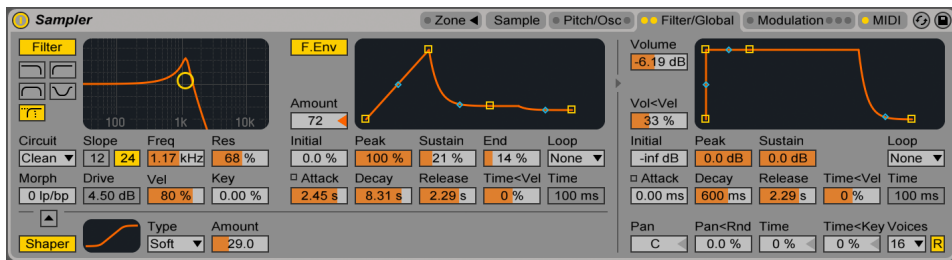 Sampler Zone Sample Pitch/Osc Filter/Global Modulation MIDI
Filter F.Env Volume
-6.19 dB
Amount Vol<Vel
100 1k 10k 72 33 %
Circuit Slope Freq Res Initial Peak Sustain End Loop Initial Peak Sustain Loop
Clean 12 24 1.17 kHz 68 % 0.0 % 100 % 21 % 14 % None -inf dB 0.0 dB 0.0 dB None
Morph Drive Vel Key Attack Decay Release Time<Vel Time Attack Decay Release Time<Vel Time
0 lp/bp 4.50 dB 80 % 0.00 % 2.45 s 8.31 s 2.29 s 0 % 100 ms 0.00 ms 600 ms 2.29 s 0 % 100 ms
Type Amount Pan Pan<Rnd Time Time<Key Voices
Shaper Soft 29.0 C 0.0 % 0 % 0 % 16 R